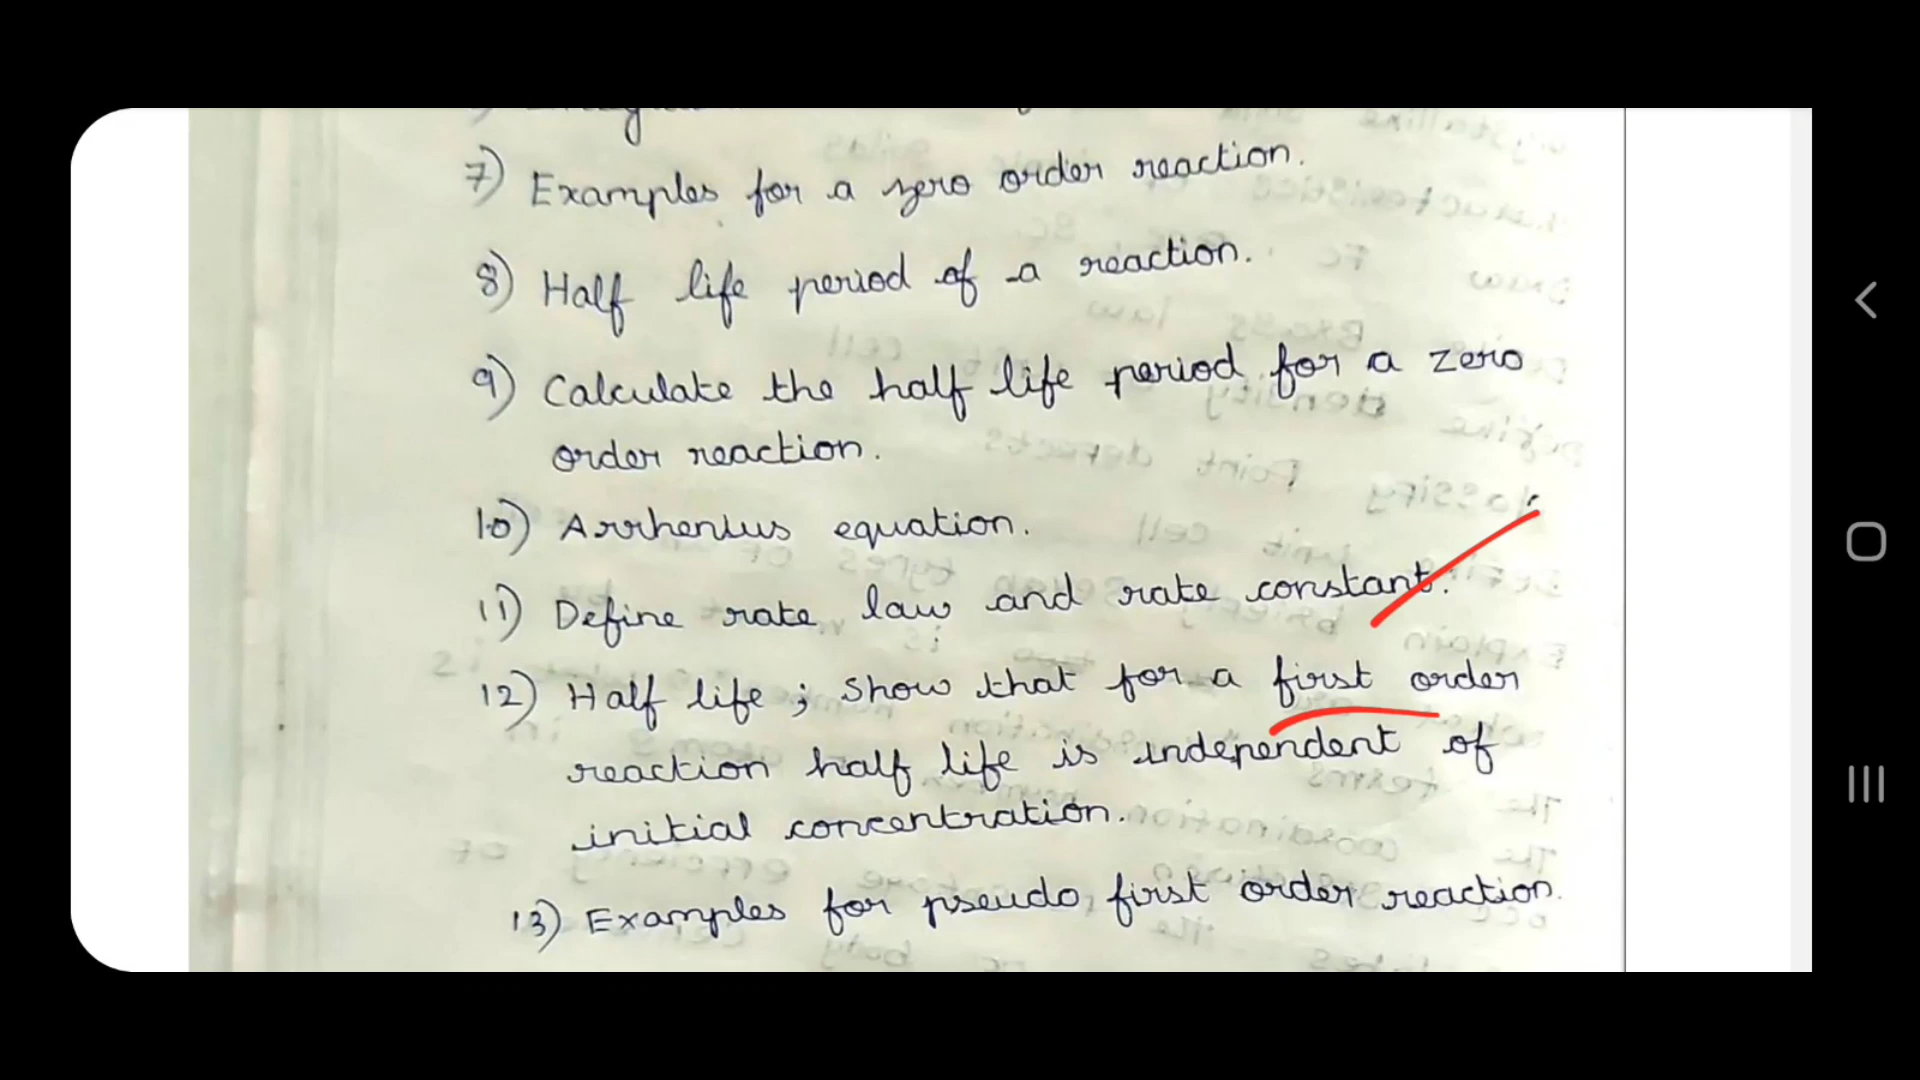 7) Examples for a zero order reaction.
8) Half life period of a reaction.
9) Calculate the half life period for a zero
order reaction.
10) Arrhenius equation.
11) Define rate law and rate constant.
12) Half life ; Show that for a first order
reaction half life is independent of
initial concentration.
13) Examples for pseudo first order reaction.